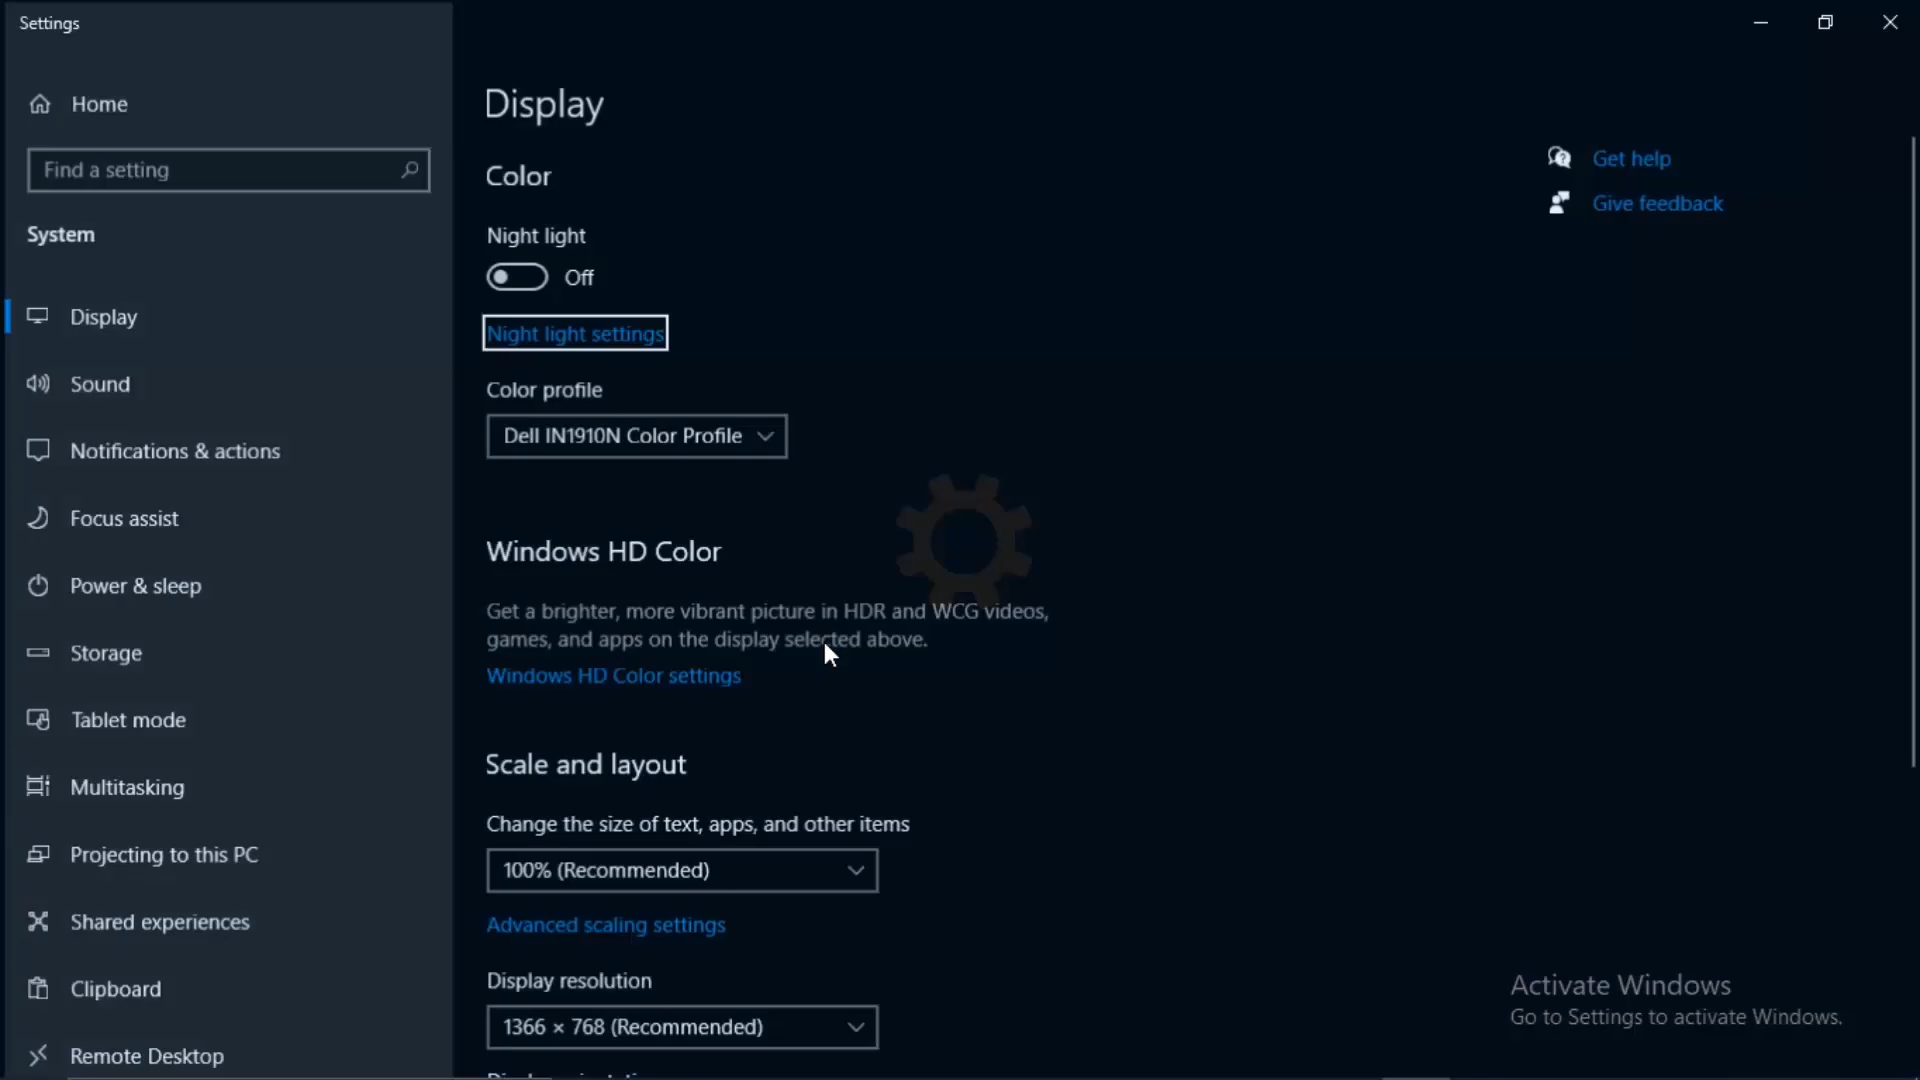 Settings
Home
Find a setting
System
Display
Sound
Notifications & actions
Focus assist
Power & sleep
Storage
Tablet mode
Multitasking
Projecting to this PC
Shared experiences
Clipboard
Remote Desktop
Display
Color
Night light
Off
Night light settings
Color profile
Dell IN1910N Color Profile
Windows HD Color
Get a brighter, more vibrant picture in HDR and WCG videos,
games, and apps on the display selected above.
Windows HD Color settings
Scale and layout
Change the size of text, apps, and other items
100% (Recommended)
Advanced scaling settings
Display resolution
1366 × 768 (Recommended)
Get help
Give feedback
Activate Windows
Go to Settings to activate Windows.